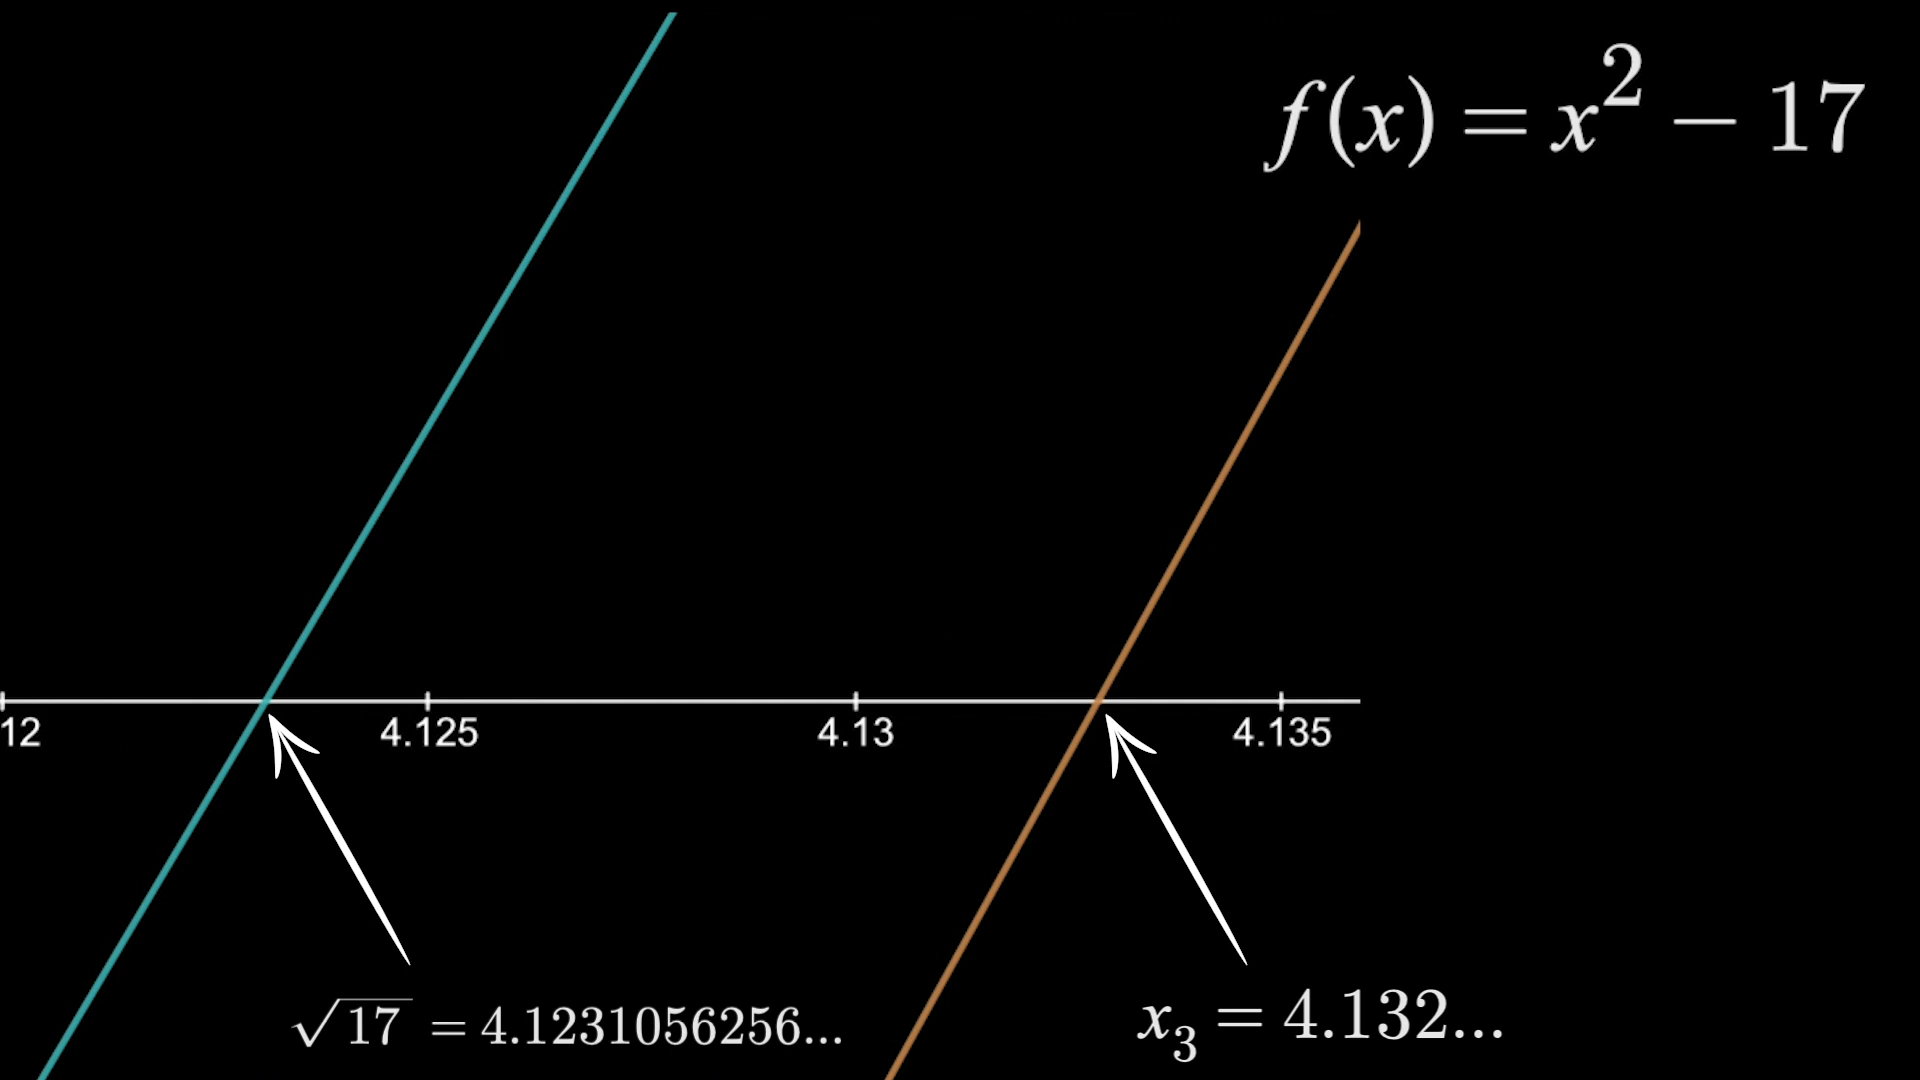 f(x) = x² − 17
12 4.125 4.13 4.135
√17 = 4.1231056256...
x₃ = 4.132...